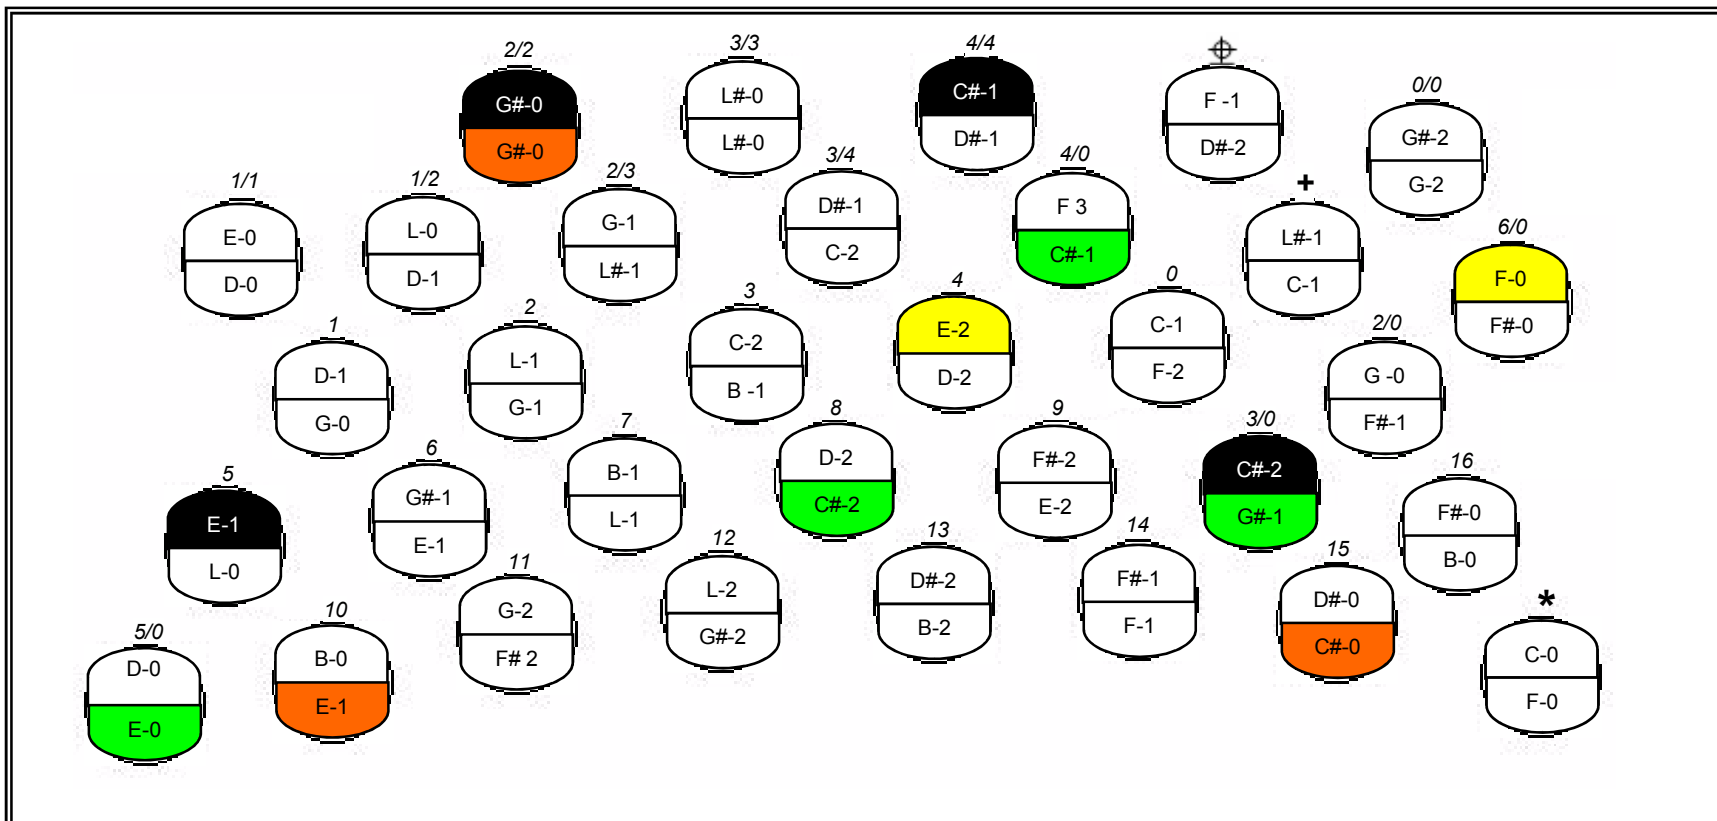 2/2
G#-0
G#-0
3/3
L#-0
L#-0
4/4
C#-1
D#-1
F -1
D#-2
0/0
G#-2
G-2
1/1
E-0
D-0
1/2
L-0
D-1
2/3
G-1
L#-1
3/4
D#-1
C-2
4/0
F 3
C#-1
+
L#-1
C-1
6/0
F-0
F#-0
1
D-1
G-0
2
L-1
G-1
3
C-2
B -1
4
E-2
D-2
0
C-1
F-2
2/0
G -0
F#-1
5
E-1
L-0
6
G#-1
E-1
7
B-1
L-1
8
D-2
C#-2
9
F#-2
E-2
3/0
C#-2
G#-1
16
F#-0
B-0
5/0
D-0
E-0
10
B-0
E-1
11
G-2
F# 2
12
L-2
G#-2
13
D#-2
B-2
14
F#-1
F-1
15
D#-0
C#-0
*
C-0
F-0